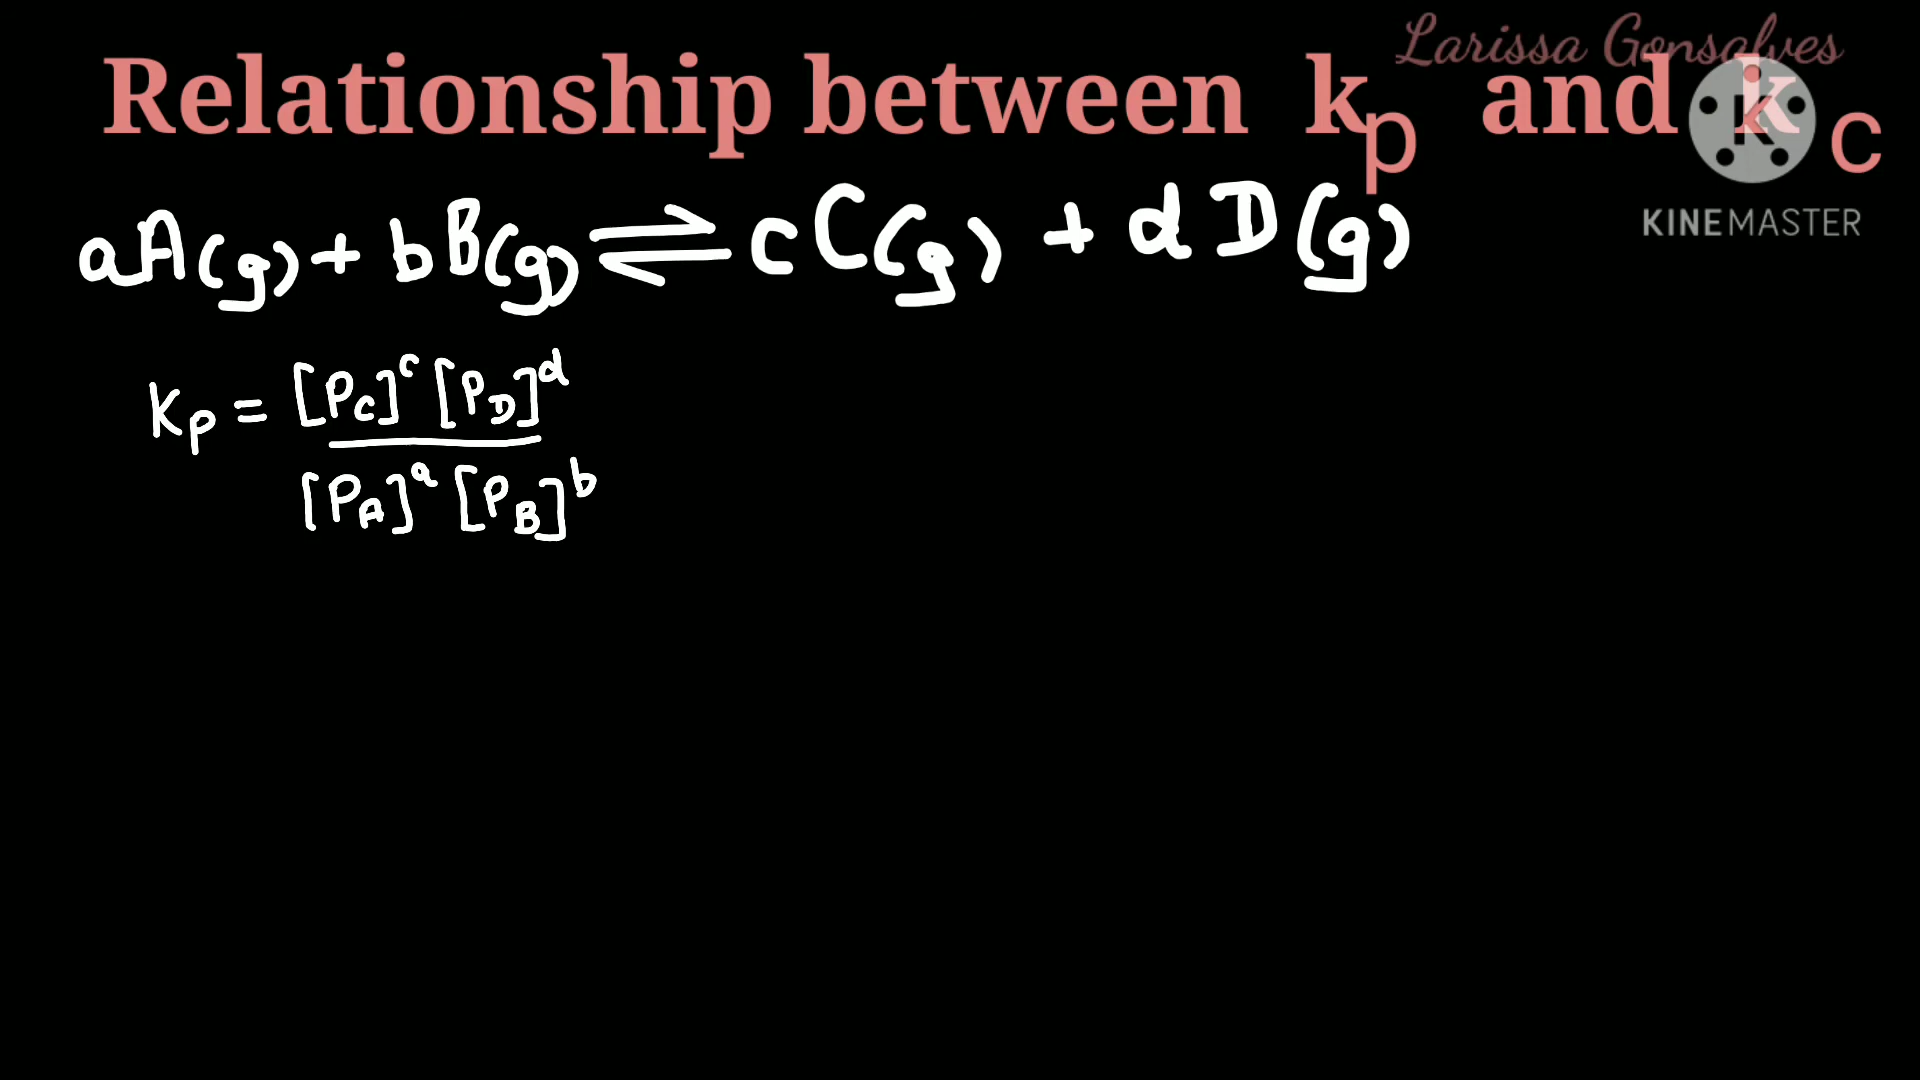 Larissa Gonsalves
Relationship between kp and kc
KINEMASTER
aA(g) + bB(g) ⇌ cC(g) + dD(g)
Kp = [PC]^c [PD]^d
[PA]^a [PB]^b